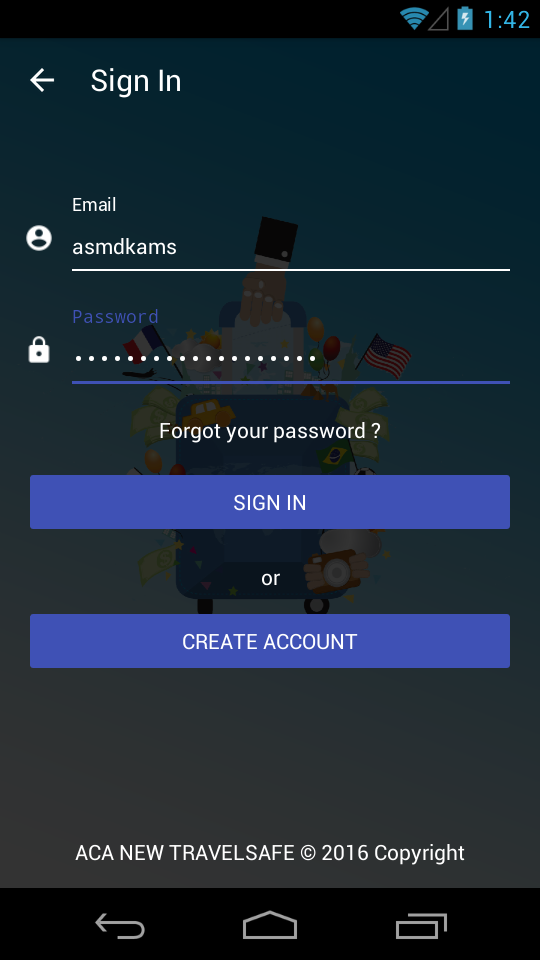 1:42
Sign In
Email
asmdkams
Password
•••••••••••••••••••
Forgot your password ?
SIGN IN
or
CREATE ACCOUNT
ACA NEW TRAVELSAFE © 2016 Copyright